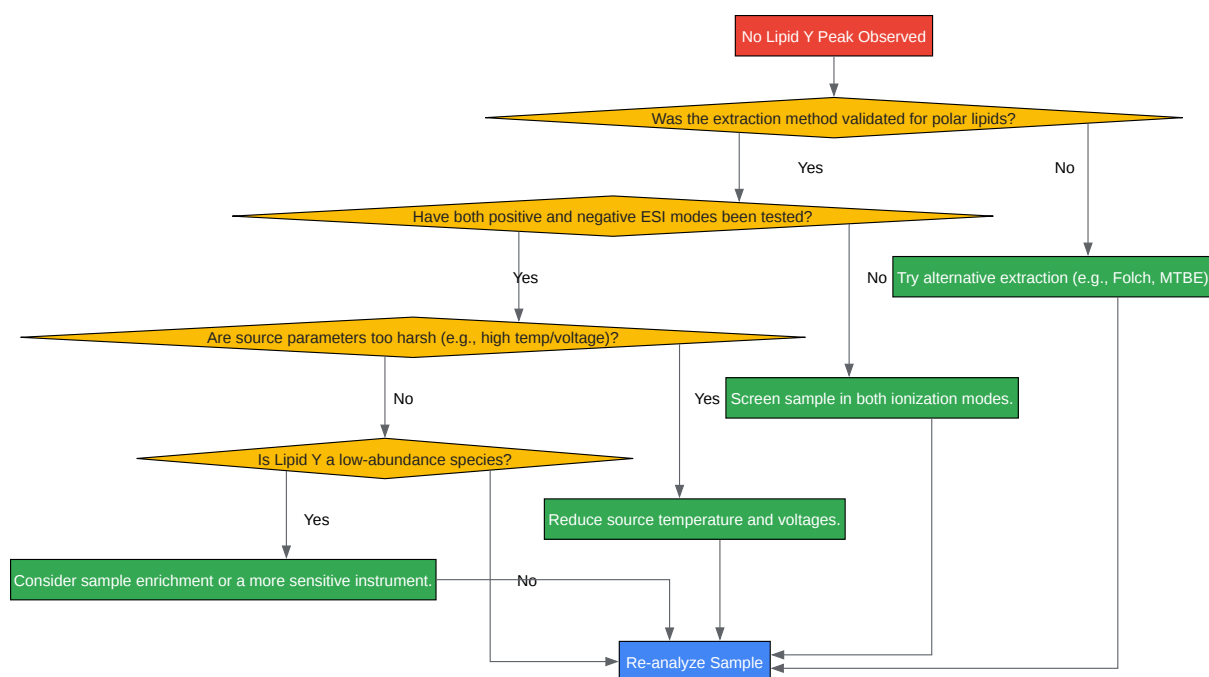 No Lipid Y Peak Observed
Was the extraction method validated for polar lipids?
Yes
No
Have both positive and negative ESI modes been tested?
Yes
No
Try alternative extraction (e.g., Folch, MTBE)
Are source parameters too harsh (e.g., high temp/voltage)?
No
Yes
Screen sample in both ionization modes.
Is Lipid Y a low-abundance species?
Yes
Reduce source temperature and voltages.
Consider sample enrichment or a more sensitive instrument.
No
Re-analyze Sample